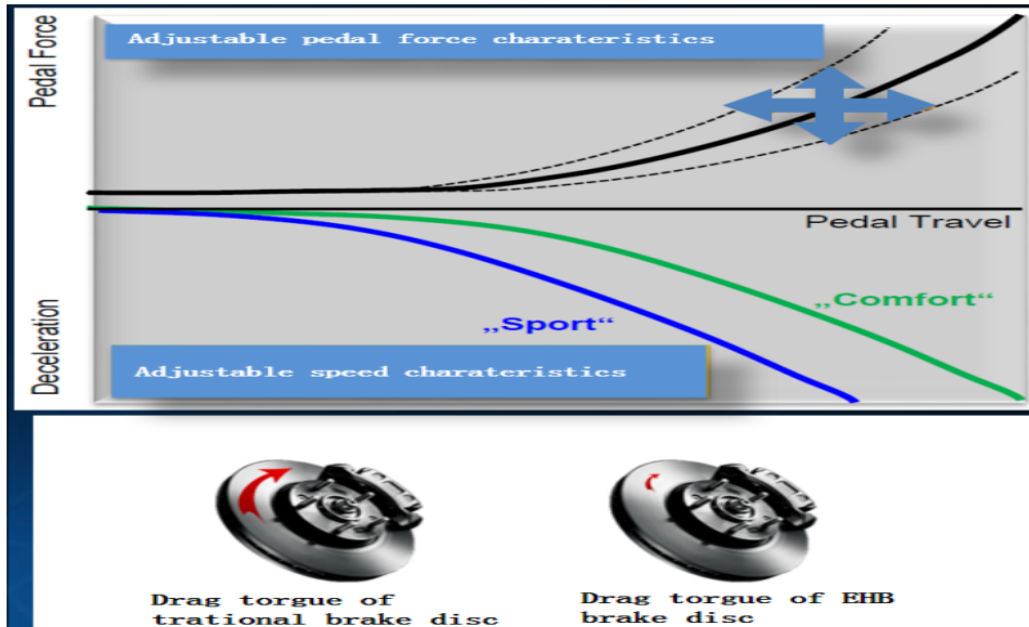 Adjustable pedal force charateristics
Pedal Force
Pedal Travel
„Comfort“
„Sport“
Deceleration
Adjustable speed charateristics
Drag torgue of
trational brake disc
Drag torgue of EHB
brake disc